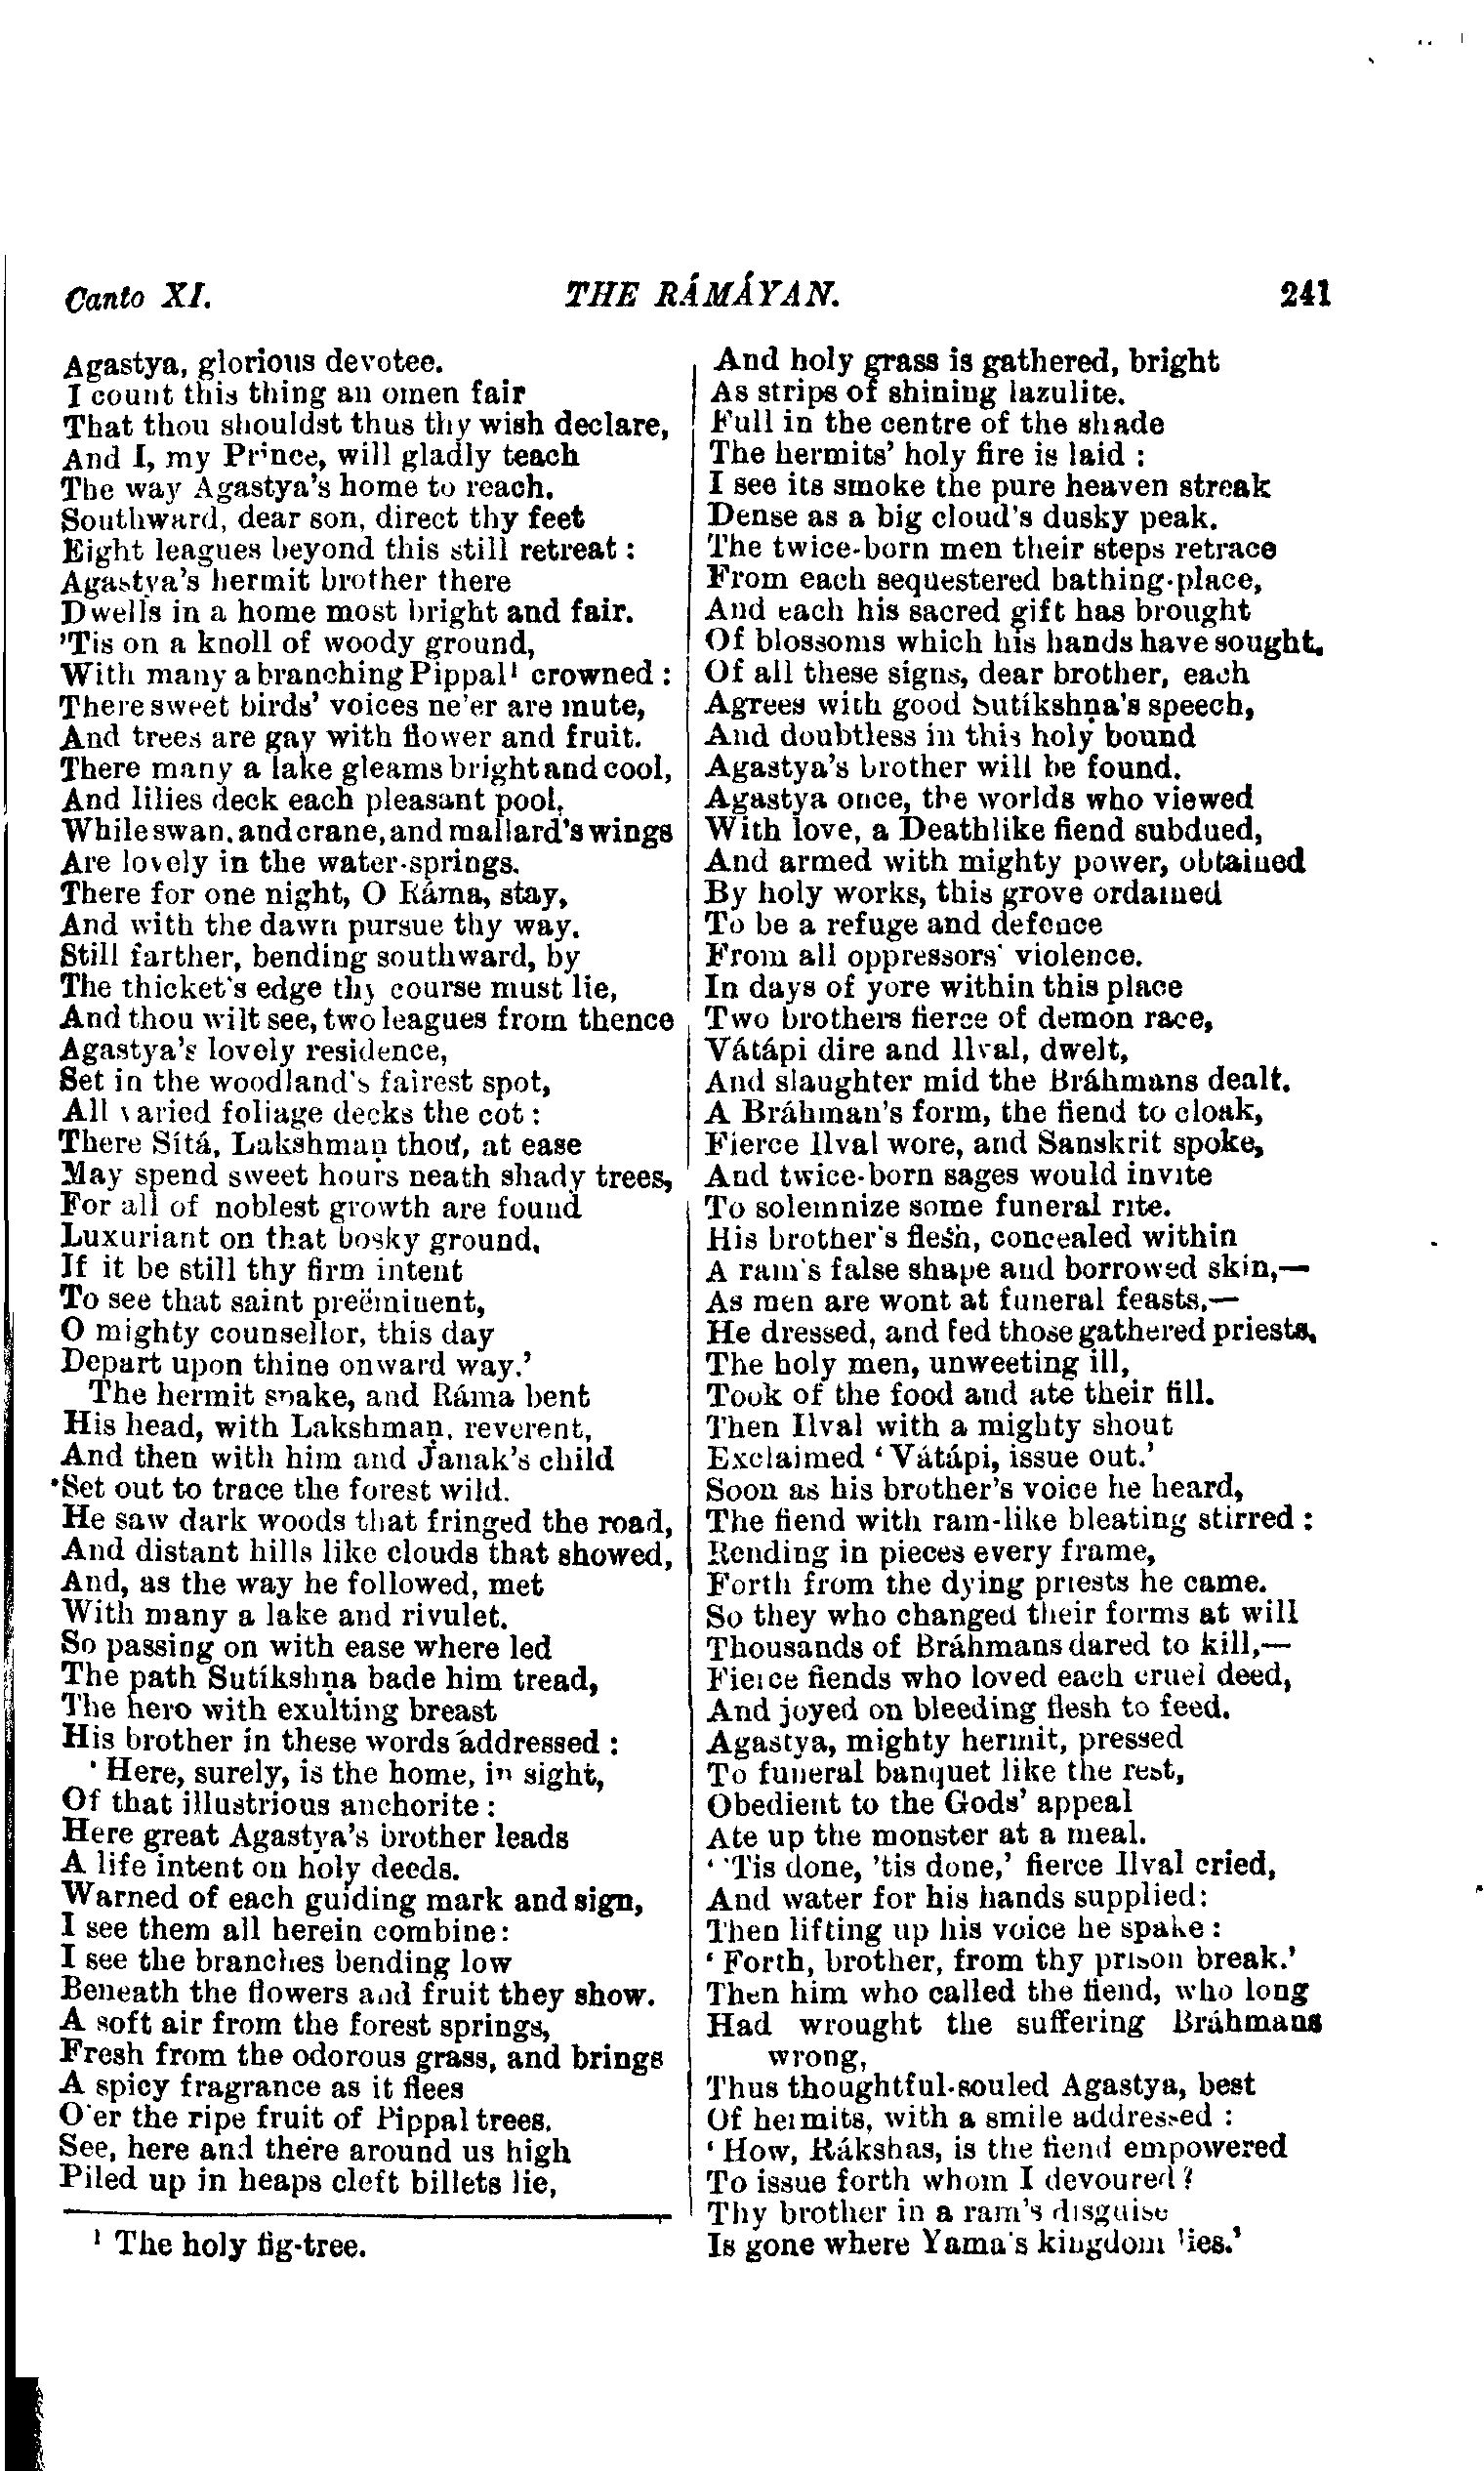 Canto XI.
THE RÁMÁYAN.
241
Agastya, glorious devotee.
I count this thing an omen fair
That thou shouldst thus thy wish declare,
And I, my Prince, will gladly teach
The way Agastya's home to reach.
Southward, dear son, direct thy feet
Eight leagues beyond this still retreat :
Agastya's hermit brother there
Dwells in a home most bright and fair.
'Tis on a knoll of woody ground,
With many a branching Pippal¹ crowned :
There sweet birds' voices ne'er are mute,
And trees are gay with flower and fruit.
There many a lake gleams bright and cool,
And lilies deck each pleasant pool,
While swan, and crane, and mallard's wings
Are lovely in the water-springs.
There for one night, O Ráma, stay,
And with the dawn pursue thy way.
Still farther, bending southward, by
The thicket's edge thy course must lie,
And thou wilt see, two leagues from thence
Agastya's lovely residence,
Set in the woodland's fairest spot,
All varied foliage decks the cot :
There Sítá, Lakshmaṇ thou, at ease
May spend sweet hours neath shady trees,
For all of noblest growth are found
Luxuriant on that bosky ground.
If it be still thy firm intent
To see that saint preëminent,
O mighty counsellor, this day
Depart upon thine onward way.'
The hermit spake, and Ráma bent
His head, with Lakshmaṇ, reverent,
And then with him and Janak's child
Set out to trace the forest wild.
He saw dark woods that fringed the road,
And distant hills like clouds that showed,
And, as the way he followed, met
With many a lake and rivulet.
So passing on with ease where led
The path Sutíkshṇa bade him tread,
The hero with exulting breast
His brother in these words addressed :
'Here, surely, is the home, in sight,
Of that illustrious anchorite :
Here great Agastya's brother leads
A life intent on holy deeds.
Warned of each guiding mark and sign,
I see them all herein combine:
I see the branches bending low
Beneath the flowers and fruit they show.
A soft air from the forest springs,
Fresh from the odorous grass, and brings
A spicy fragrance as it flees
O'er the ripe fruit of Pippal trees.
See, here and there around us high
Piled up in heaps cleft billets lie,
¹ The holy fig-tree.
And holy grass is gathered, bright
As strips of shining lazulite.
Full in the centre of the shade
The hermits' holy fire is laid :
I see its smoke the pure heaven streak
Dense as a big cloud's dusky peak.
The twice-born men their steps retrace
From each sequestered bathing-place,
And each his sacred gift has brought
Of blossoms which his hands have sought.
Of all these signs, dear brother, each
Agrees with good Sutíkshṇa's speech,
And doubtless in this holy bound
Agastya's brother will be found.
Agastya once, the worlds who viewed
With love, a Deathlike fiend subdued,
And armed with mighty power, obtained
By holy works, this grove ordained
To be a refuge and defence
From all oppressors' violence.
In days of yore within this place
Two brothers fierce of demon race,
Vátápi dire and Ilval, dwelt,
And slaughter mid the Bráhmans dealt.
A Bráhman's form, the fiend to cloak,
Fierce Ilval wore, and Sanskrit spoke,
And twice-born sages would invite
To solemnize some funeral rite.
His brother's flesh, concealed within
A ram's false shape and borrowed skin,—
As men are wont at funeral feasts,—
He dressed, and fed those gathered priests.
The holy men, unweeting ill,
Took of the food and ate their fill.
Then Ilval with a mighty shout
Exclaimed 'Vátápi, issue out.'
Soon as his brother's voice he heard,
The fiend with ram-like bleating stirred :
Rending in pieces every frame,
Forth from the dying priests he came.
So they who changed their forms at will
Thousands of Bráhmans dared to kill,—
Fierce fiends who loved each cruel deed,
And joyed on bleeding flesh to feed.
Agastya, mighty hermit, pressed
To funeral banquet like the rest,
Obedient to the Gods' appeal
Ate up the monster at a meal.
''Tis done, 'tis done,' fierce Ilval cried,
And water for his hands supplied:
Then lifting up his voice he spake :
'Forth, brother, from thy prison break.'
Then him who called the fiend, who long
Had wrought the suffering Bráhmans
wrong,
Thus thoughtful-souled Agastya, best
Of hermits, with a smile addressed :
'How, Rákshas, is the fiend empowered
To issue forth whom I devoured ?
Thy brother in a ram's disguise
Is gone where Yama's kingdom lies.'